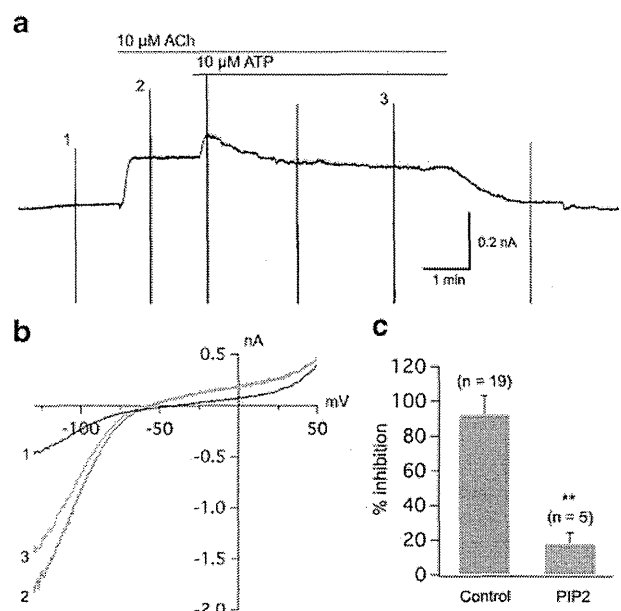 a
10 µM ACh
10 µM ATP
2
3
1
0.2 nA
1 min
b
nA
0.5
mV
-100
-50
50
-0.5
-1.0
-1.5
-2.0
1
3
2
c
% inhibition
120
100
80
60
40
20
0
(n = 19)
**
(n = 5)
Control
PIP2